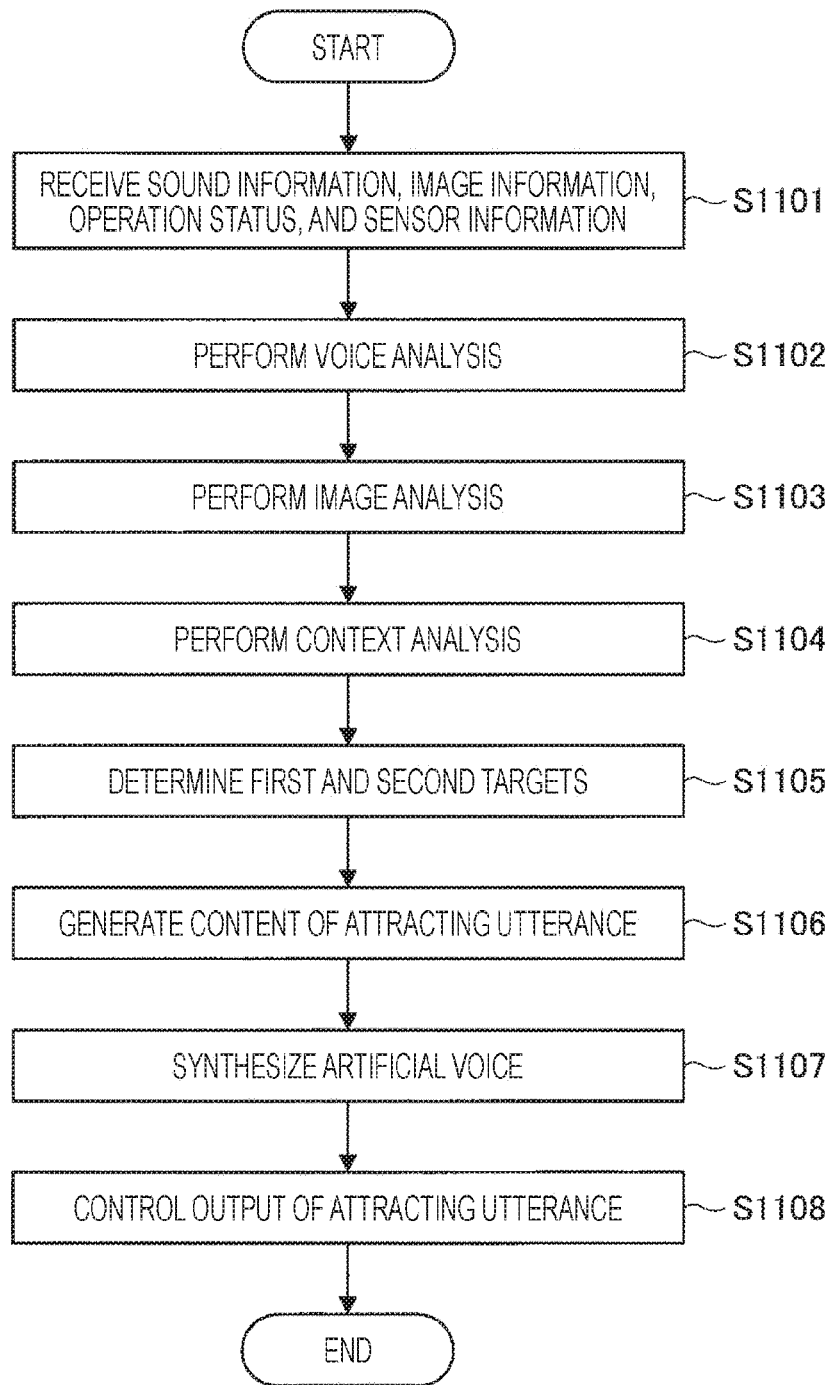 START
RECEIVE SOUND INFORMATION, IMAGE INFORMATION,
OPERATION STATUS, AND SENSOR INFORMATION
S1101
PERFORM VOICE ANALYSIS
S1102
PERFORM IMAGE ANALYSIS
S1103
PERFORM CONTEXT ANALYSIS
S1104
DETERMINE FIRST AND SECOND TARGETS
S1105
GENERATE CONTENT OF ATTRACTING UTTERANCE
S1106
SYNTHESIZE ARTIFICIAL VOICE
S1107
CONTROL OUTPUT OF ATTRACTING UTTERANCE
S1108
END